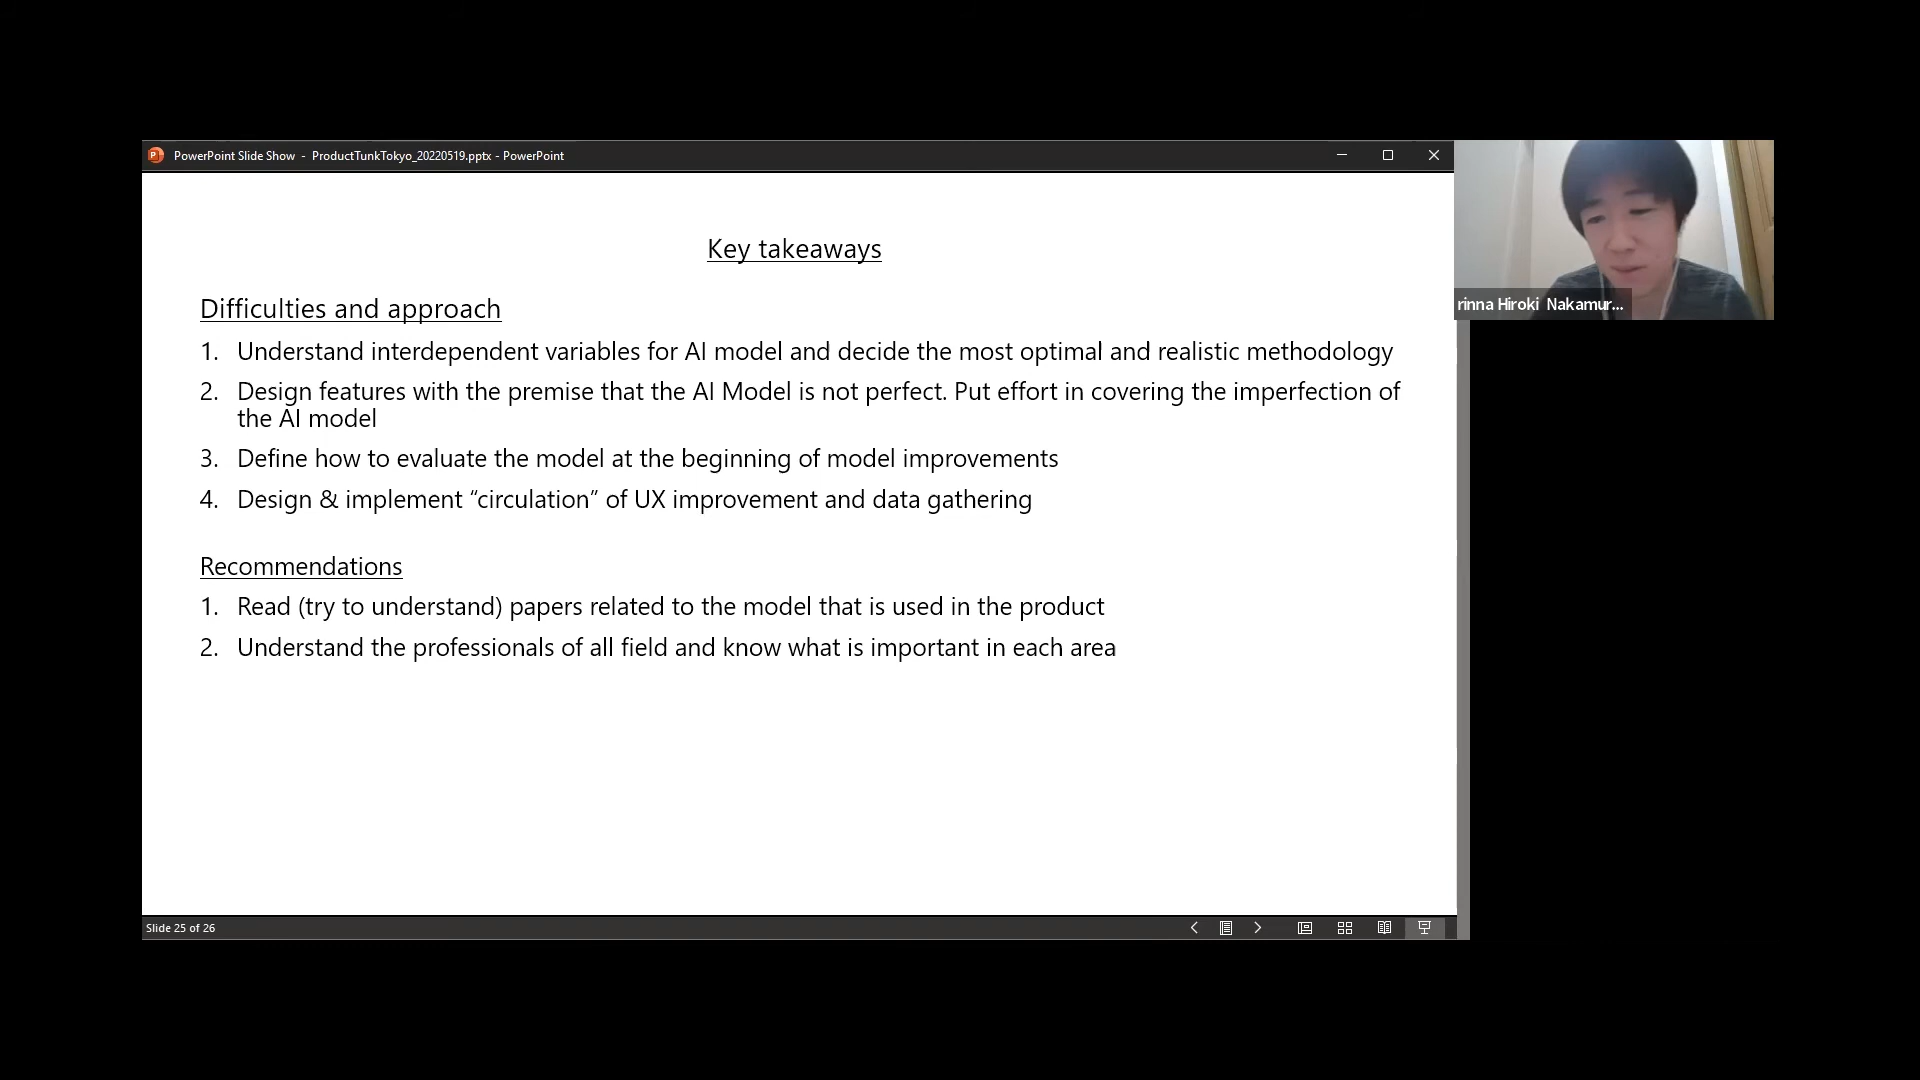 PowerPoint Slide Show - ProductTunkTokyo_20220519.pptx - PowerPoint
Key takeaways
Difficulties and approach
1. Understand interdependent variables for AI model and decide the most optimal and realistic methodology
2. Design features with the premise that the AI Model is not perfect. Put effort in covering the imperfection of
the AI model
3. Define how to evaluate the model at the beginning of model improvements
4. Design & implement “circulation” of UX improvement and data gathering
Recommendations
1. Read (try to understand) papers related to the model that is used in the product
2. Understand the professionals of all field and know what is important in each area
Slide 25 of 26
rinna Hiroki Nakamur...